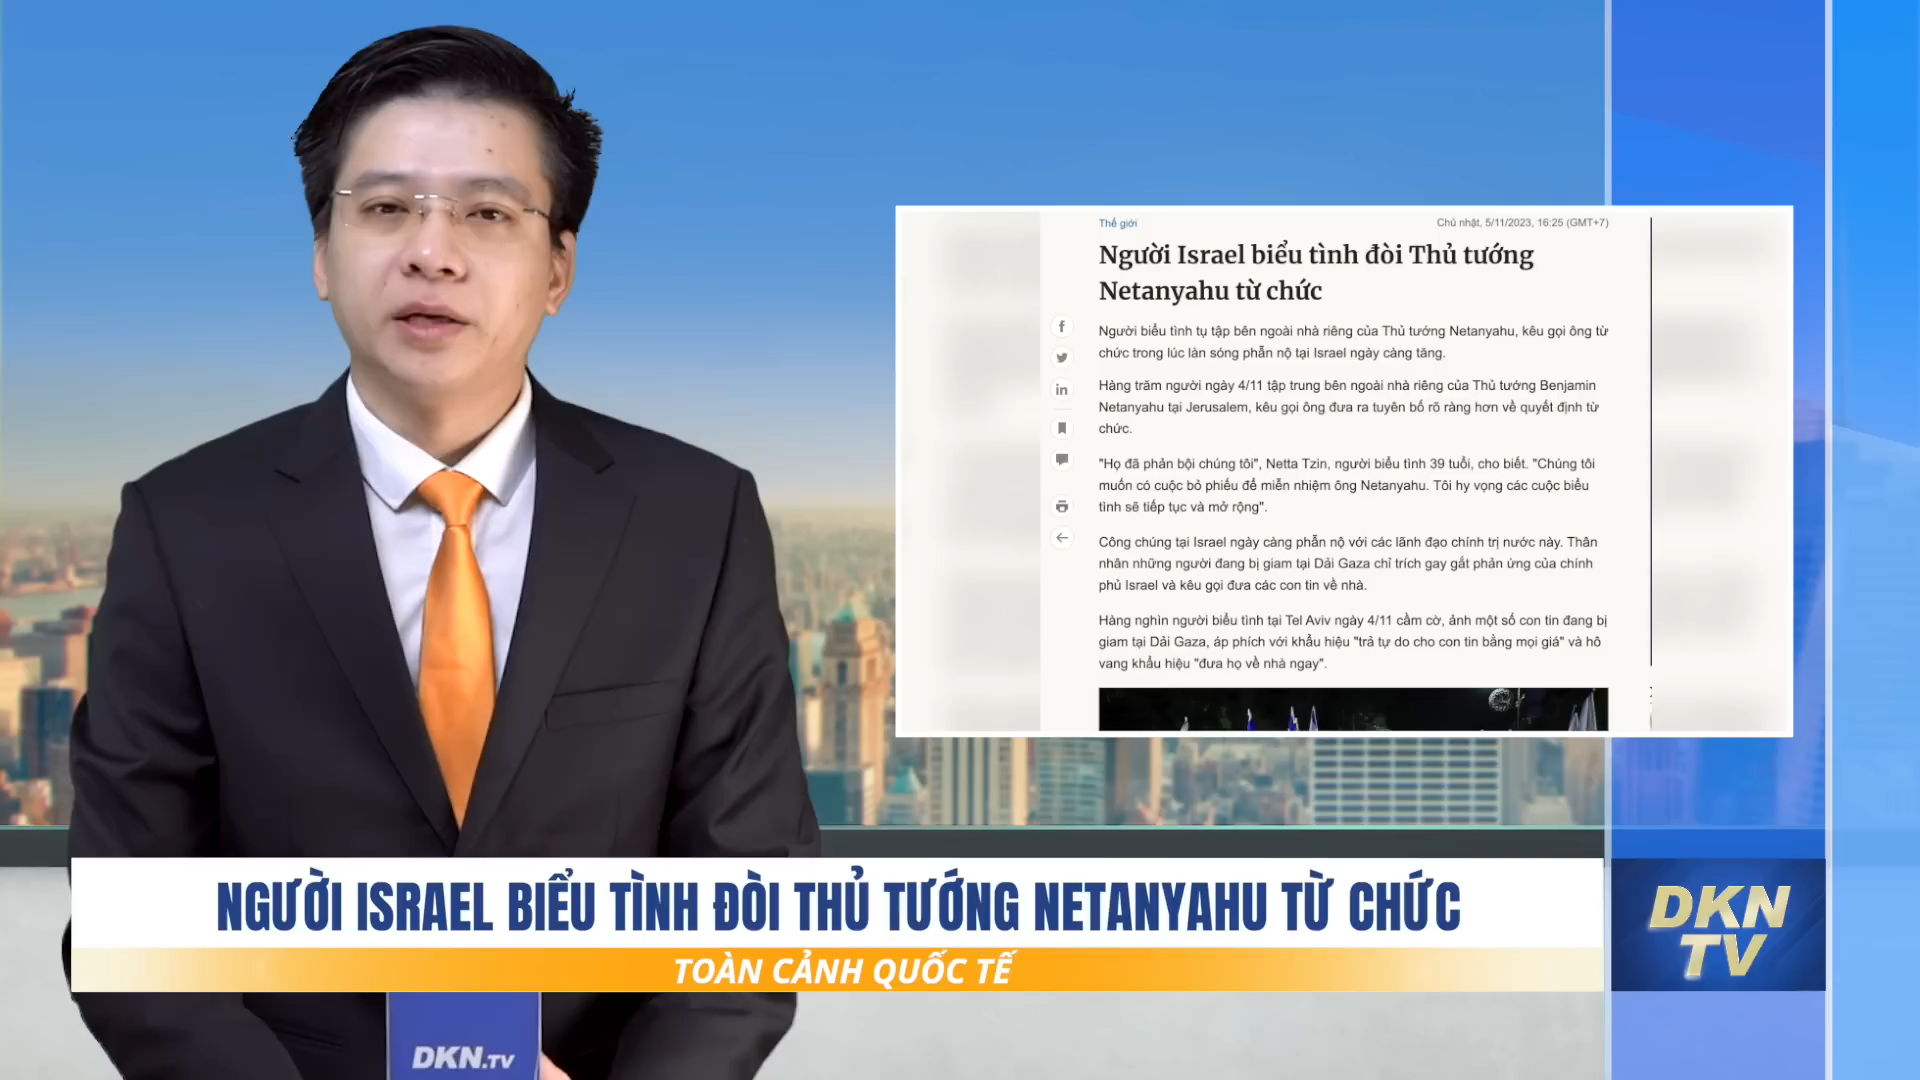 Thế giới
Chủ nhật, 5/11/2023, 16:25 (GMT+7)
Người Israel biểu tình đòi Thủ tướng
Netanyahu từ chức
Người biểu tình tụ tập bên ngoài nhà riêng của Thủ tướng Netanyahu, kêu gọi ông từ
chức trong lúc làn sóng phẫn nộ tại Israel ngày càng tăng.
Hàng trăm người ngày 4/11 tập trung bên ngoài nhà riêng của Thủ tướng Benjamin
Netanyahu tại Jerusalem, kêu gọi ông đưa ra tuyên bố rõ ràng hơn về quyết định từ
chức.
"Họ đã phản bội chúng tôi", Netta Tzin, người biểu tình 39 tuổi, cho biết. "Chúng tôi
muốn có cuộc bỏ phiếu để miễn nhiệm ông Netanyahu. Tôi hy vọng các cuộc biểu
tình sẽ tiếp tục và mở rộng".
Công chúng tại Israel ngày càng phẫn nộ với các lãnh đạo chính trị nước này. Thân
nhân những người đang bị giam tại Dải Gaza chỉ trích gay gắt phản ứng của chính
phủ Israel và kêu gọi đưa các con tin về nhà.
Hàng nghìn người biểu tình tại Tel Aviv ngày 4/11 cầm cờ, ảnh một số con tin đang bị
giam tại Dải Gaza, áp phích với khẩu hiệu "trả tự do cho con tin bằng mọi giá" và hô
vang khẩu hiệu "đưa họ về nhà ngay".
NGƯỜI ISRAEL BIỂU TÌNH ĐÒI THỦ TƯỚNG NETANYAHU TỪ CHỨC
TOÀN CẢNH QUỐC TẾ
DKN
TV
DKN.TV